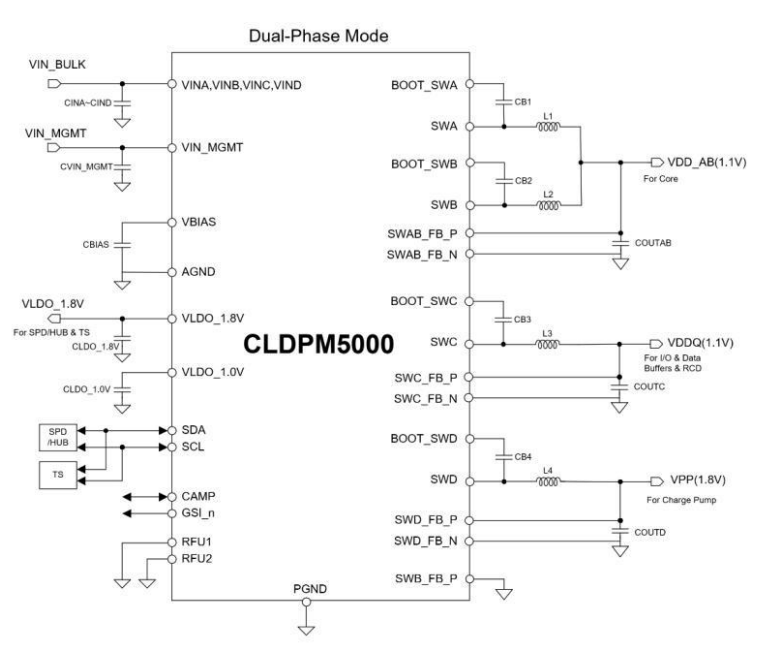 Dual-Phase Mode
VIN_BULK
CINA~CIND
VINA,VINB,VINC,VIND
VIN_MGMT
CVIN_MGMT
VIN_MGMT
VBIAS
CBIAS
AGND
VLDO_1.8V
For SPD/HUB & TS
CLDO_1.8V
VLDO_1.8V
VLDO_1.0V
CLDO_1.0V
SPD
/HUB
TS
SDA
SCL
CAMP
GSI_n
RFU1
RFU2
CLDPM5000
PGND
BOOT_SWA
CB1
SWA
L1
BOOT_SWB
CB2
SWB
L2
VDD_AB(1.1V)
For Core
SWAB_FB_P
SWAB_FB_N
COUTAB
BOOT_SWC
CB3
SWC
L3
VDDQ(1.1V)
For I/O & Data
Buffers & RCD
SWC_FB_P
COUTC
SWC_FB_N
BOOT_SWD
CB4
SWD
L4
VPP(1.8V)
For Charge Pump
SWD_FB_P
SWD_FB_N
COUTD
SWB_FB_P